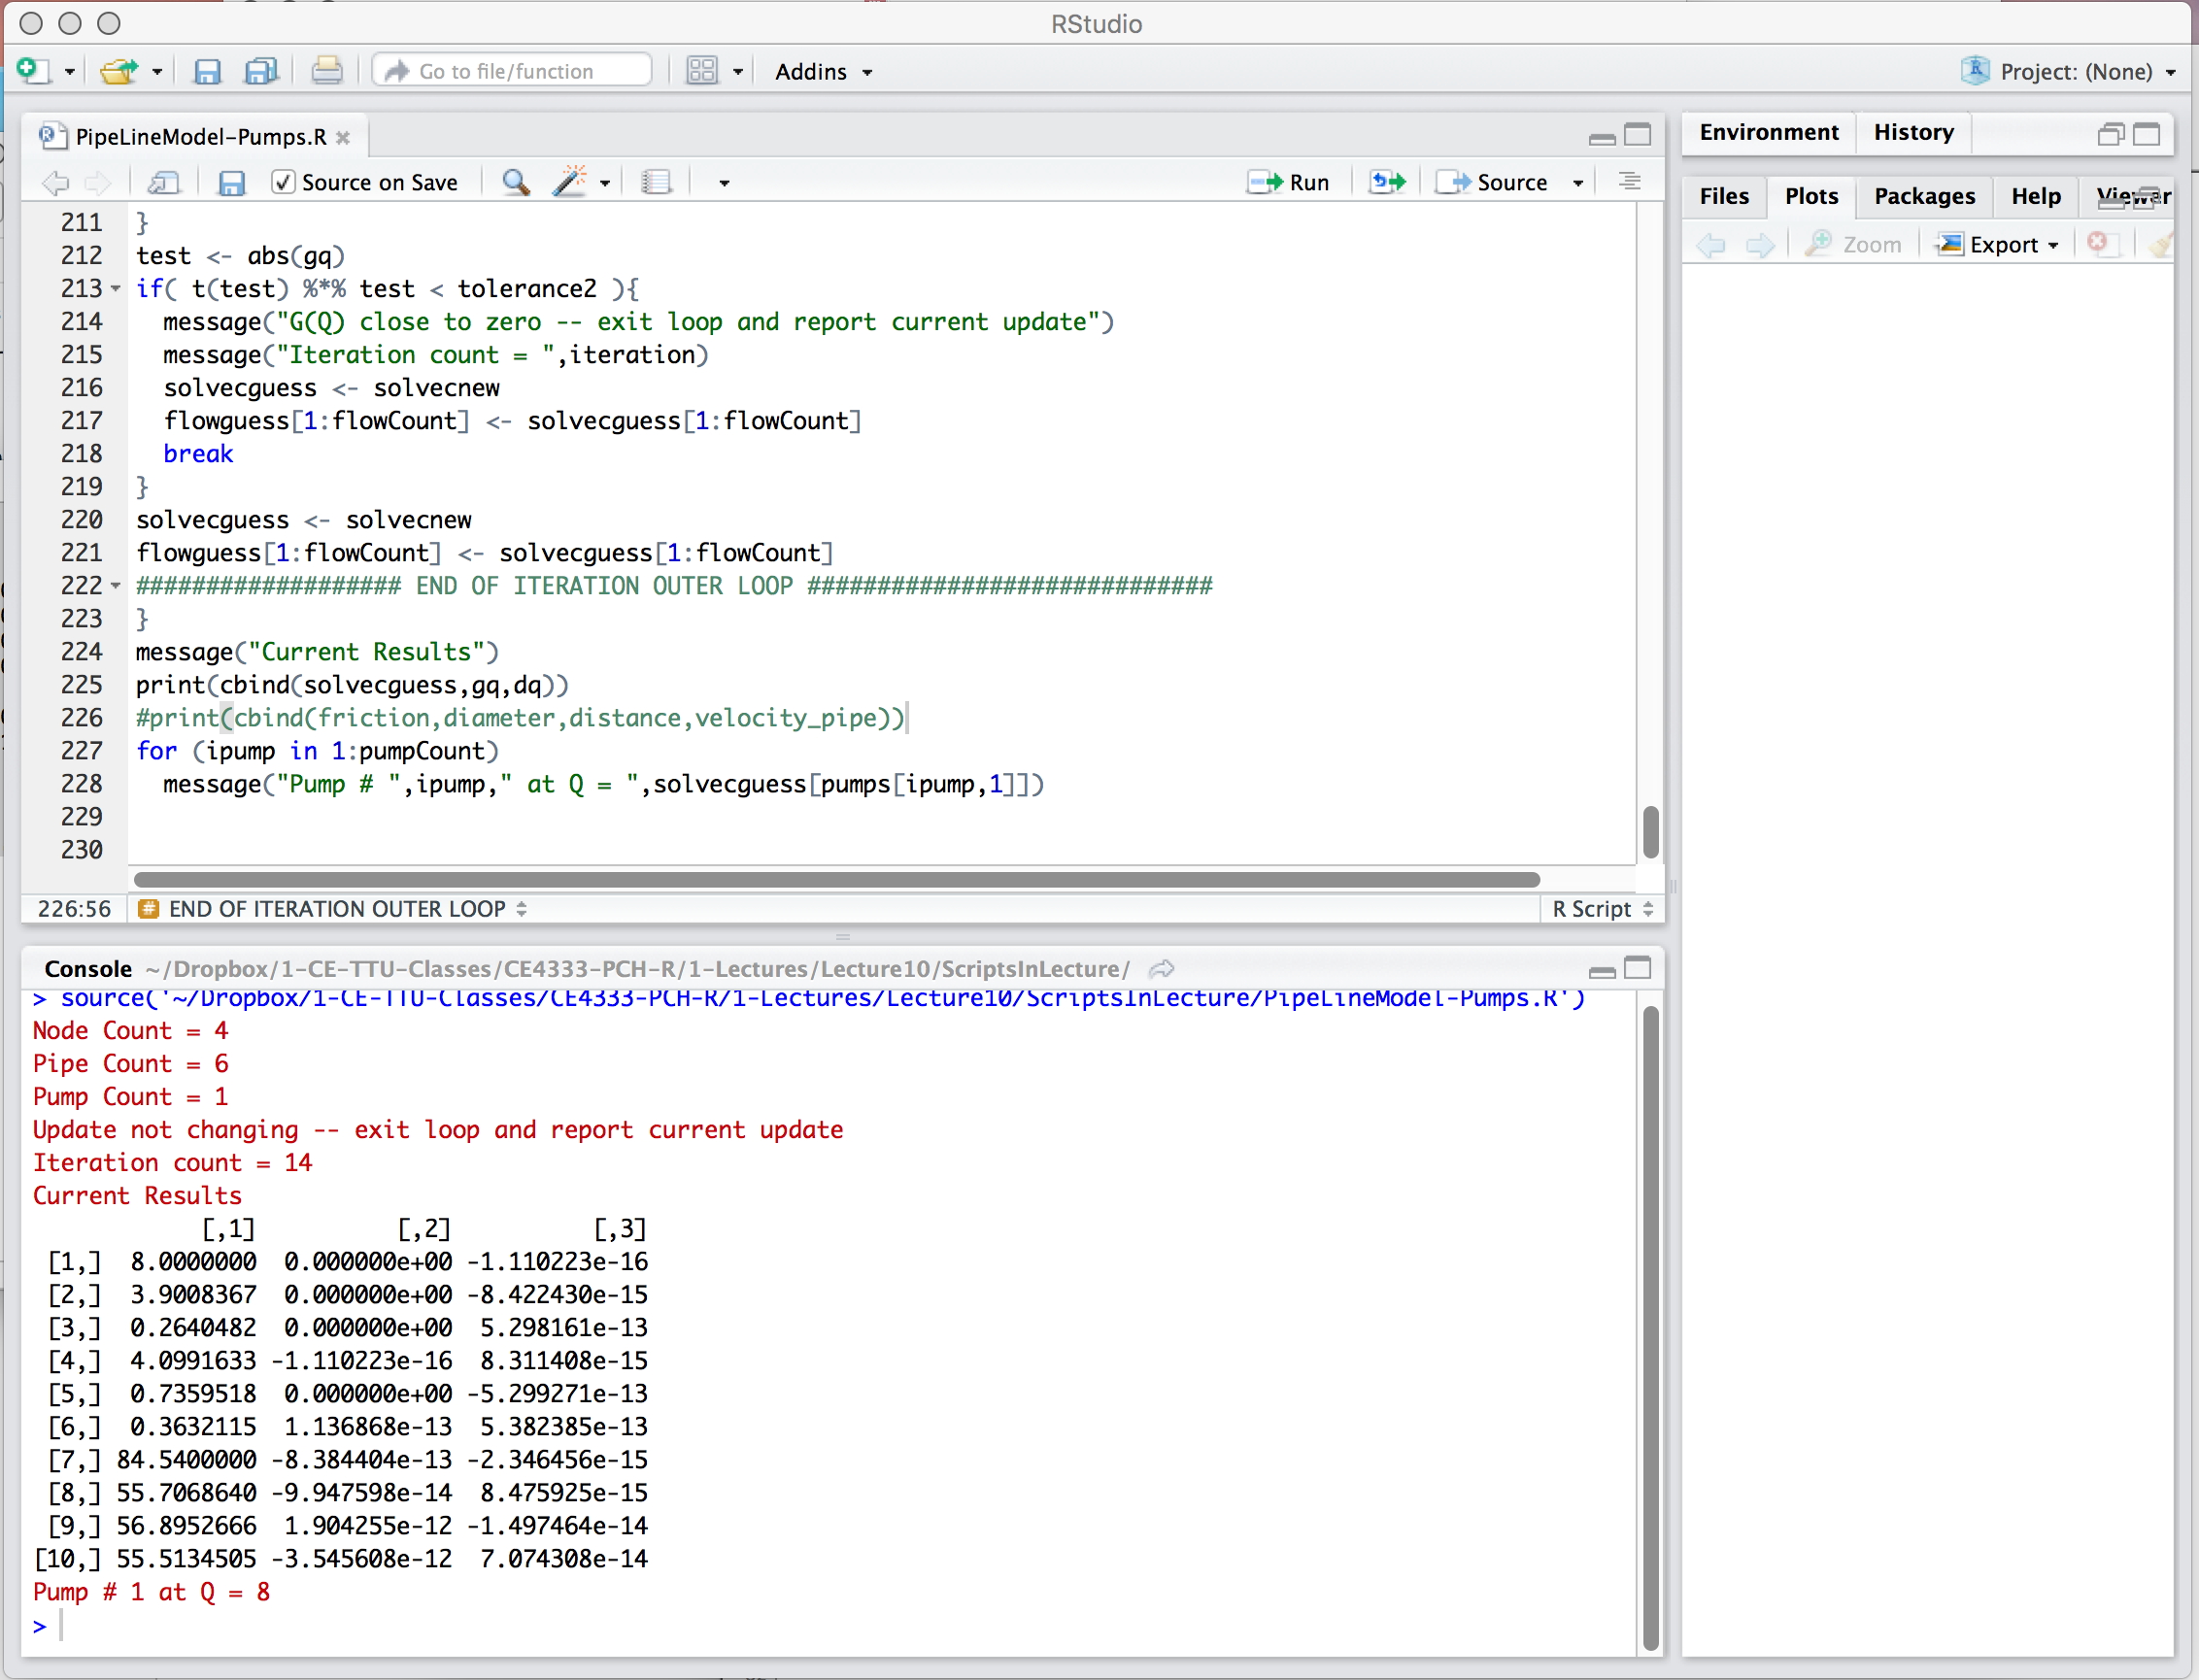 RStudio
Go to file/function
Addins
Project: (None)
PipeLineModel-Pumps.R
Source on Save
Run
Source
211 }
212 test <- abs(gq)
213 if( t(test) %*% test < tolerance2 ){
214 message("G(Q) close to zero -- exit loop and report current update")
215 message("Iteration count = ",iteration)
216 solvecguess <- solvecnew
217 flowguess[1:flowCount] <- solvecguess[1:flowCount]
218 break
219 }
220 solvecguess <- solvecnew
221 flowguess[1:flowCount] <- solvecguess[1:flowCount]
222 ################### END OF ITERATION OUTER LOOP #############################
223 }
224 message("Current Results")
225 print(cbind(solvecguess,gq,dq))
226 #print(cbind(friction,diameter,distance,velocity_pipe))
227 for (ipump in 1:pumpCount)
228 message("Pump # ",ipump," at Q = ",solvecguess[pumps[ipump,1]])
229
230
226:56 # END OF ITERATION OUTER LOOP
R Script
Console ~/Dropbox/1-CE-TTU-Classes/CE4333-PCH-R/1-Lectures/Lecture10/ScriptsInLecture/
> source('~/Dropbox/1-CE-TTU-Classes/CE4333-PCH-R/1-Lectures/Lecture10/ScriptsInLecture/PipeLineModel-Pumps.R')
Node Count = 4
Pipe Count = 6
Pump Count = 1
Update not changing -- exit loop and report current update
Iteration count = 14
Current Results
[,1] [,2] [,3]
[1,] 8.0000000 0.000000e+00 -1.110223e-16
[2,] 3.9008367 0.000000e+00 -8.422430e-15
[3,] 0.2640482 0.000000e+00 5.298161e-13
[4,] 4.0991633 -1.110223e-16 8.311408e-15
[5,] 0.7359518 0.000000e+00 -5.299271e-13
[6,] 0.3632115 1.136868e-13 5.382385e-13
[7,] 84.5400000 -8.384404e-13 -2.346456e-15
[8,] 55.7068640 -9.947598e-14 8.475925e-15
[9,] 56.8952666 1.904255e-12 -1.497464e-14
[10,] 55.5134505 -3.545608e-12 7.074308e-14
Pump # 1 at Q = 8
>
Environment History
Files Plots Packages Help Viewer
Zoom Export